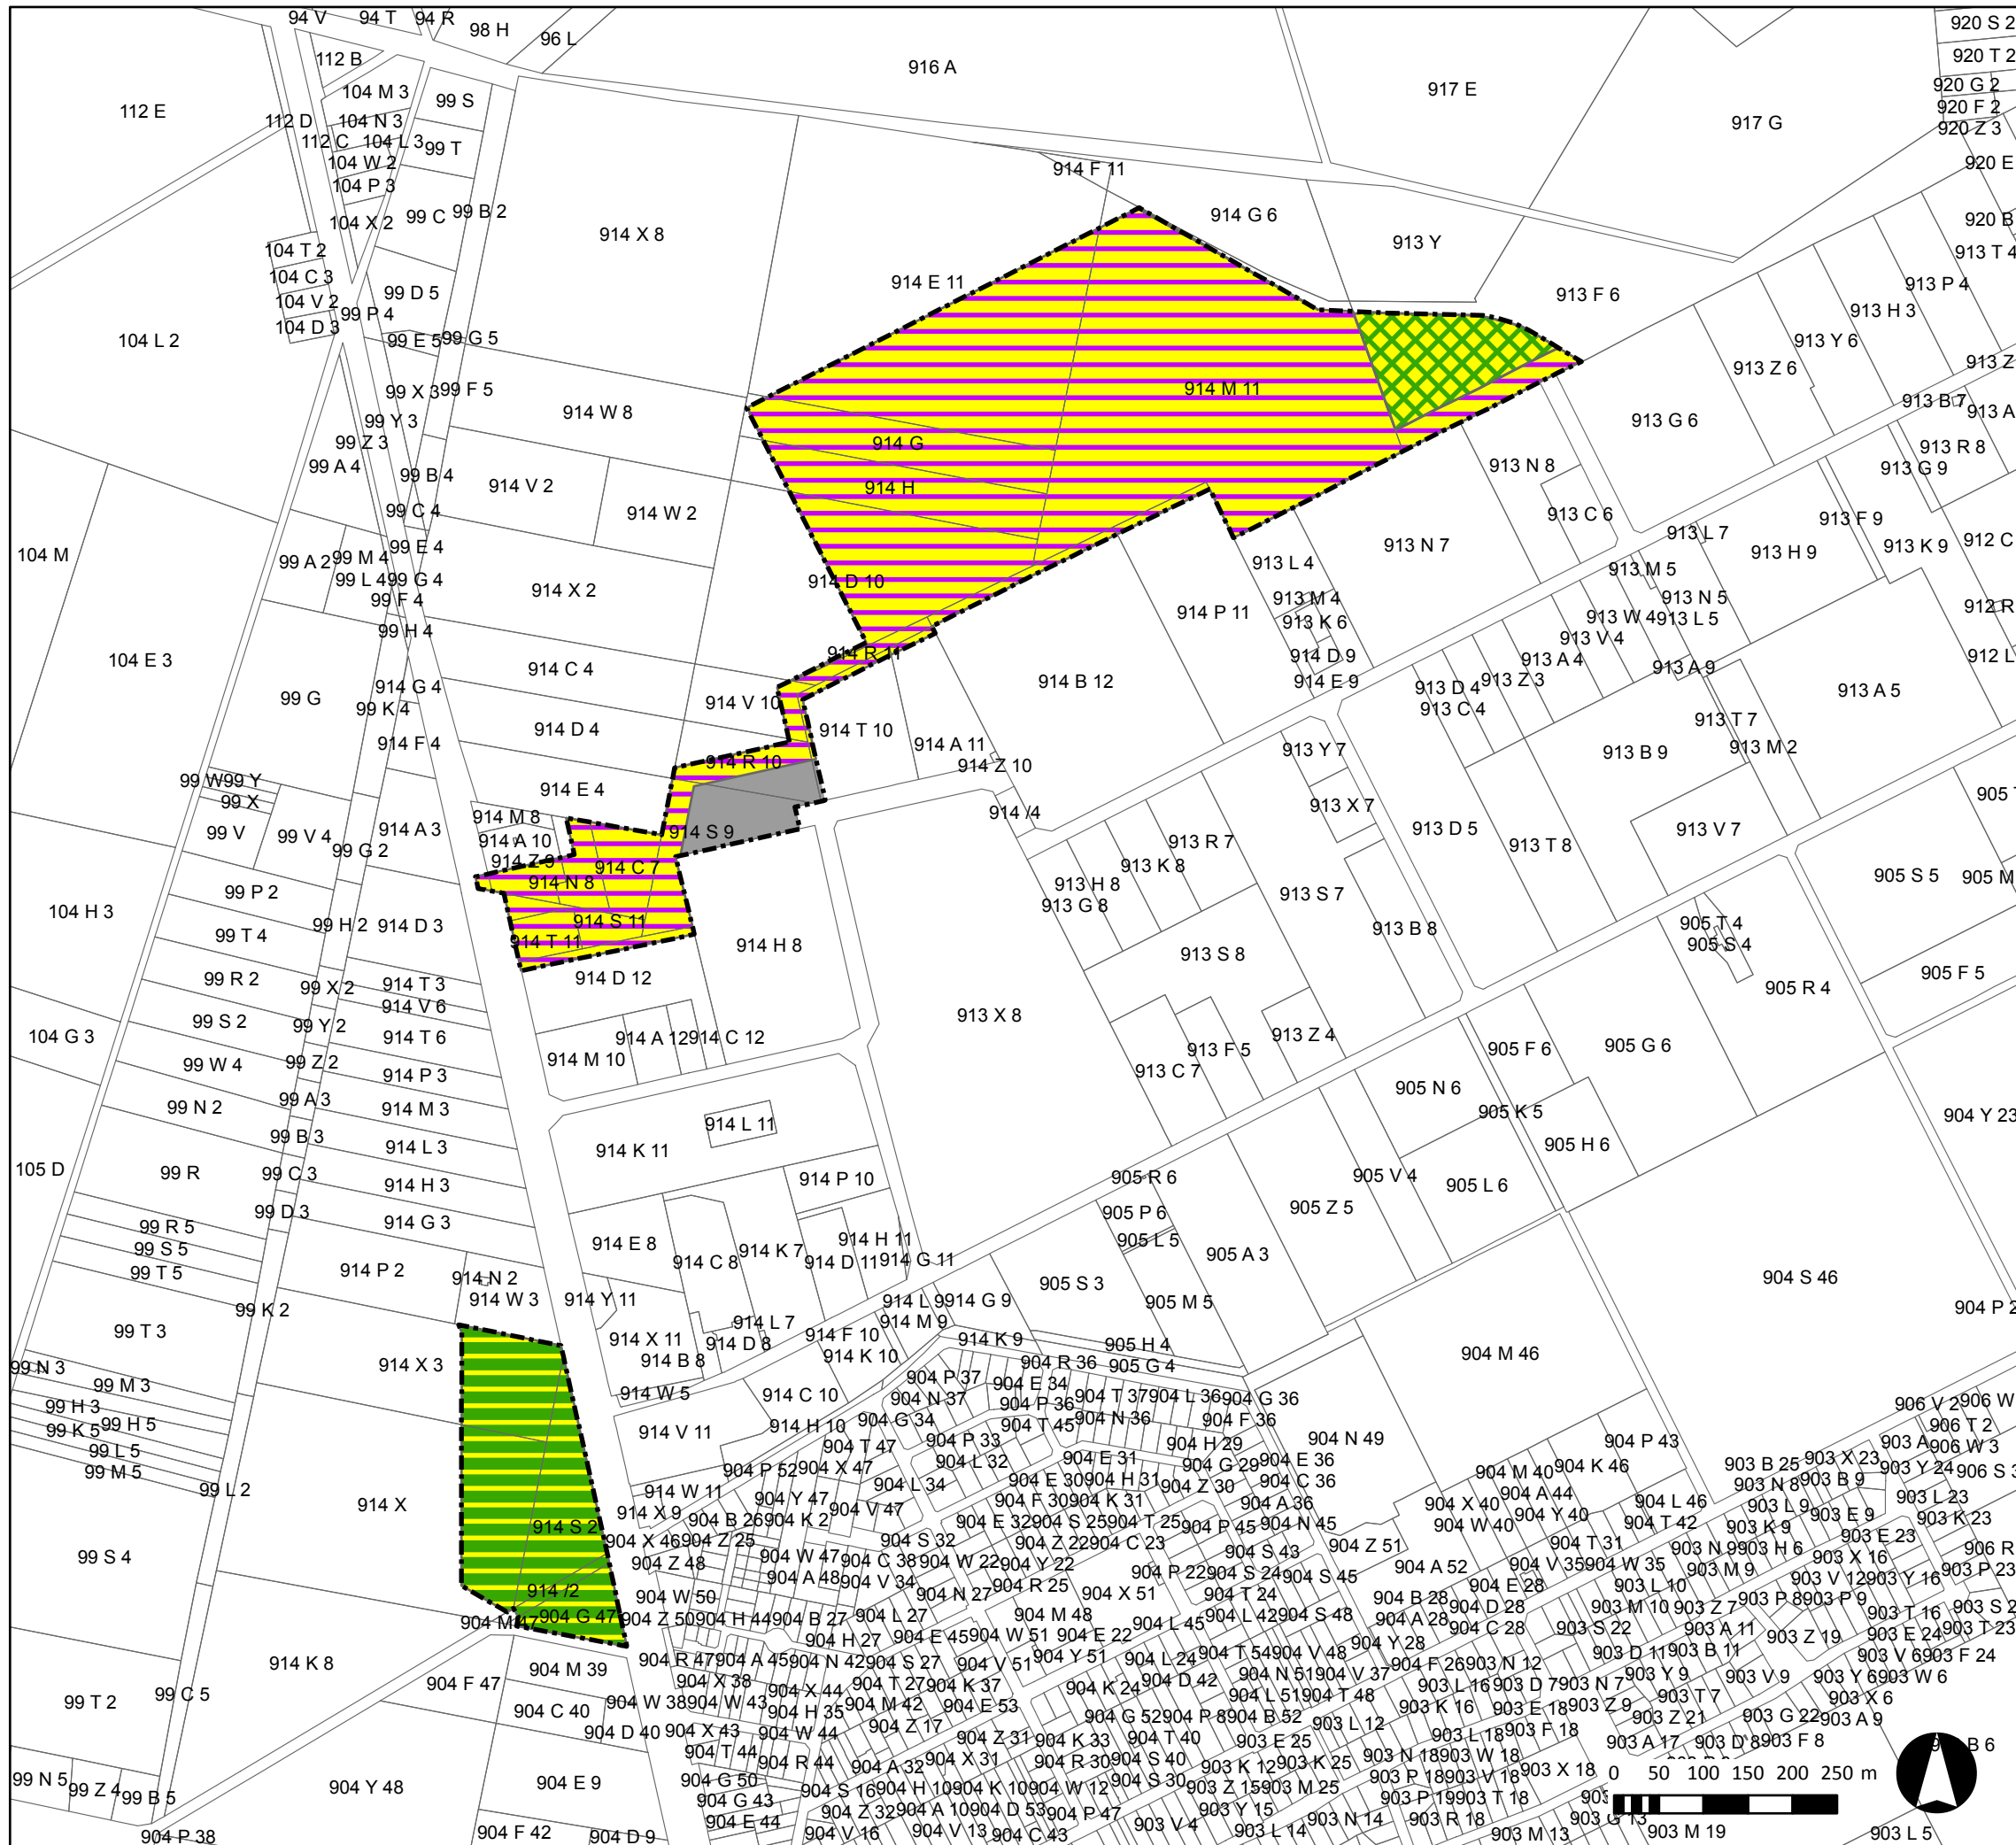 94 V
94 T
94 R
98 H
96 L
916 A
917 E
917 G
920 S 2
920 T 2
920 G 2
920 F 2
920 Z 3
920 E
920 B
112 B
112 E
112 D
112 C
104 M 3
104 N 3
104 L 3
104 W 2
104 P 3
104 X 2
99 S
99 T
99 C
99 B 2
914 X 8
914 F 11
914 G 6
913 Y
913 F 6
913 T 4
913 P 4
913 H 3
913 Y 6
913 Z 6
913 Z
104 T 2
104 C 3
104 V 2
104 D 3
99 D 5
99 P 4
99 E 5
99 G 5
104 L 2
914 E 11
914 M 11
99 X 3
99 F 5
99 Y 3
99 Z 3
99 A 4
914 W 8
914 G
914 H
913 G 6
913 B 7
913 A
913 R 8
913 G 9
913 N 8
913 C 6
99 B 4
99 C 4
914 V 2
914 W 2
913 F 9
913 L 7
913 H 9
913 K 9
912 C
104 M
99 A 2
99 M 4
99 E 4
99 L 4
99 G 4
99 F 4
99 H 4
914 X 2
914 D 10
913 N 7
913 L 4
913 M 4
913 K 6
914 D 9
914 E 9
914 P 11
913 M 5
913 N 5
913 W 4
913 L 5
913 V 4
913 A 4
913 Z 3
913 D 4
913 C 4
913 A 9
912 R
912 L
104 E 3
99 G
914 G 4
99 K 4
914 F 4
914 C 4
914 R 11
914 V 10
914 D 4
914 T 10
914 A 11
914 Z 10
914 B 12
913 A 5
913 T 7
913 M 2
913 B 9
913 Y 7
913 X 7
99 W
99 Y
99 X
99 V
99 V 4
99 G 2
914 A 3
914 E 4
914 R 10
914 M 8
914 A 10
914 Z 9
914 S 9
914 C 7
914 N 8
914 /4
913 R 7
913 K 8
913 H 8
913 G 8
913 D 5
913 T 8
913 V 7
905 S 5
905 M
104 H 3
99 P 2
99 T 4
99 H 2
914 D 3
914 S 11
914 T 11
914 H 8
914 D 12
913 S 7
913 B 8
913 S 8
905 T 4
905 S 4
905 R 4
905 F 5
99 R 2
99 X 2
914 T 3
914 V 6
99 S 2
99 Y 2
914 T 6
104 G 3
99 W 4
99 Z 2
914 P 3
914 M 10
914 A 12
914 C 12
913 X 8
913 Z 4
913 F 5
913 C 7
905 F 6
905 G 6
905 N 6
99 N 2
99 A 3
914 M 3
99 B 3
914 L 3
914 L 11
914 K 11
905 K 5
905 H 6
904 Y 23
105 D
99 R
99 C 3
914 H 3
914 P 10
905 R 6
905 V 4
905 L 6
99 D 3
914 G 3
99 R 5
99 S 5
99 T 5
905 P 6
905 L 5
905 Z 5
914 E 8
914 C 8
914 K 7
914 H 11
914 D 11
914 G 11
905 A 3
914 P 2
914 N 2
914 W 3
914 Y 11
905 S 3
905 M 5
904 S 46
904 P 2
99 K 2
99 T 3
914 X 11
914 B 8
914 L 7
914 D 8
914 L 9
914 G 9
914 M 9
914 F 10
914 K 10
914 K 9
905 H 4
905 G 4
904 M 46
99 N 3
99 M 3
99 H 3
99 K 5
99 H 5
99 L 5
99 M 5
99 L 2
914 X 3
914 W 5
914 C 10
914 V 11
914 H 10
904 R 36
904 P 37
904 E 34
904 N 37
904 P 36
904 T 37
904 L 36
904 G 36
904 G 34
904 T 45
904 N 36
904 F 36
904 N 49
904 P 43
906 V 2
906 W
906 T 2
903 A
906 W 3
904 T 47
904 P 33
904 L 32
904 E 31
904 H 29
904 G 29
904 E 36
904 C 36
904 P 52
904 X 47
904 L 34
904 E 30
904 H 31
904 Z 30
904 M 40
904 K 46
903 B 25
903 X 23
903 N 8
903 B 9
903 Y 24
906 S 3
914 X
914 W 11
914 X 9
904 Y 47
904 V 47
904 B 26
904 K 2
904 F 30
904 K 31
904 A 36
904 A 44
904 X 40
904 Y 40
904 W 40
904 L 46
904 T 42
903 L 9
903 E 9
903 L 23
903 K 23
903 K 9
903 E 23
914 S 2
904 X 46
904 Z 25
904 E 32
904 S 25
904 T 25
904 P 45
904 N 45
904 S 32
904 Z 22
904 C 23
904 S 43
904 Z 51
904 T 31
903 N 9
903 H 6
906 R
99 S 4
904 Z 48
904 W 47
904 A 48
904 C 38
904 V 34
904 W 22
904 Y 22
904 P 22
904 S 24
904 S 45
904 A 52
904 V 35
904 W 35
903 M 9
903 X 16
903 V 12
903 Y 16
903 P 23
914 /2
904 W 50
904 N 27
904 R 25
904 X 51
904 T 24
904 E 28
904 B 28
904 D 28
903 L 10
903 M 10
903 Z 7
903 P 8
903 P 9
903 T 16
903 S 2
904 G 47
904 Z 50
904 H 44
904 B 27
904 L 27
904 M 48
904 L 45
904 L 42
904 S 48
904 A 28
904 C 28
903 S 22
903 A 11
903 Z 19
903 E 24
903 T 23
914 K 8
904 H 27
904 E 45
904 W 51
904 E 22
904 Y 28
903 D 11
903 B 11
903 V 6
903 F 24
904 F 47
904 M 39
904 R 47
904 A 45
904 N 42
904 S 27
904 V 51
904 Y 51
904 L 24
904 T 54
904 V 48
904 F 26
903 N 12
903 Y 9
903 V 9
903 Y 6
903 W 6
99 T 2
99 C 5
904 X 38
904 X 44
904 T 27
904 K 37
904 K 24
904 D 42
904 N 51
904 V 37
903 L 16
903 D 7
903 N 7
903 T 7
903 X 6
904 C 40
904 W 38
904 W 43
904 H 35
904 M 42
904 E 53
904 G 52
904 P 8
904 B 52
904 L 51
904 T 48
903 K 16
903 E 18
903 Z 9
903 Z 21
903 G 22
903 A 9
904 D 40
904 X 43
904 W 44
904 Z 17
904 Z 31
904 K 33
904 T 40
903 E 25
903 L 12
903 L 18
903 F 18
903 A 17
903 D 8
903 F 8
B 6
904 T 44
904 R 44
904 A 32
904 X 31
904 R 30
904 S 40
903 K 12
903 K 25
903 N 18
903 W 18
903 X 18
99 N 5
99 Z 4
99 B 5
904 Y 48
904 E 9
904 G 50
904 G 43
904 E 44
904 S 16
904 H 10
904 K 10
904 W 12
904 S 30
903 Z 15
903 M 25
903 P 18
903 V 18
904 Z 32
904 A 10
904 D 53
904 P 47
903 Y 15
903 P 19
903 T 18
904 P 38
904 F 42
904 D 9
904 V 16
904 V 13
904 C 43
903 V 4
903 L 14
903 N 14
903 R 18
903 M 13
903 G 13
903 M 19
903 L 5
0 50 100 150 200 250 m